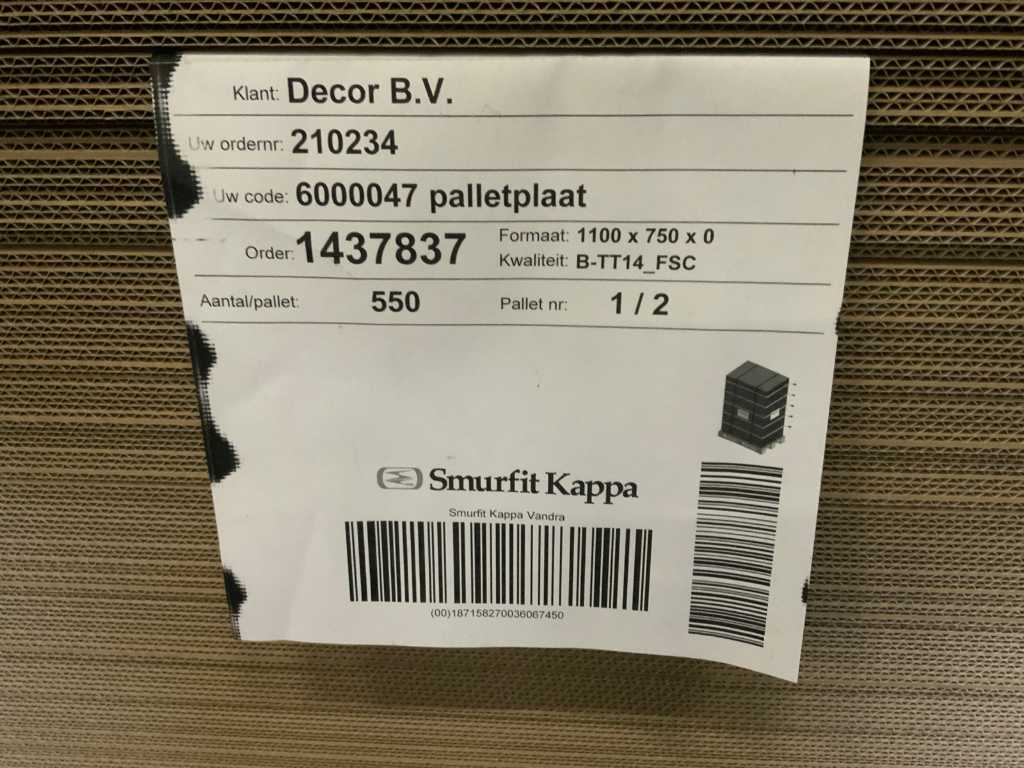 Klant: Decor B.V.
Uw ordernr: 210234
Uw code: 6000047 palletplaat
Order: 1437837
Formaat: 1100 x 750 x 0
Kwaliteit: B-TT14_FSC
Aantal/pallet: 550
Pallet nr: 1 / 2
Smurfit Kappa
Smurfit Kappa Vandra
(00)187158270036067450